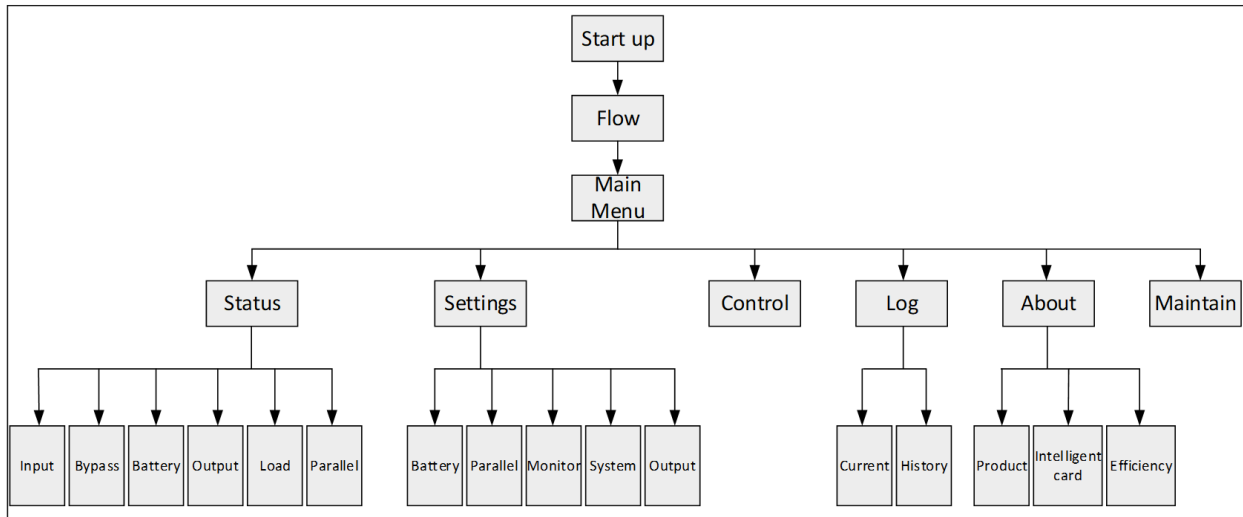 Start up
Flow
Main
Menu
Status
Settings
Control
Log
About
Maintain
Input
Bypass
Battery
Output
Load
Parallel
Battery
Parallel
Monitor
System
Output
Current
History
Product
Intelligent
card
Efficiency